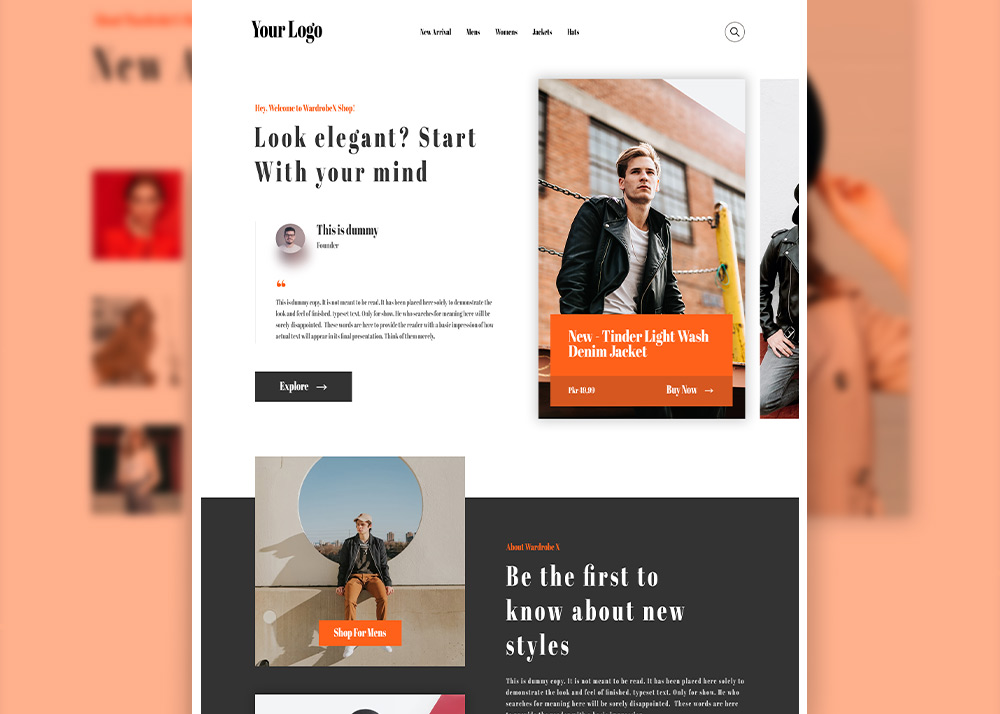 Your Logo
New Arrival Mens Womens Jackets Hats
Hey, Welcome to WardrobeX Shop!
Look elegant? Start
With your mind
This is dummy
Founder
“
This is dummy copy. It is not meant to be read. It has been placed here solely to demonstrate the
look and feel of finished, typeset text. Only for show. He who searches for meaning here will be
sorely disappointed. These words are here to provide the reader with a basic impression of how
actual text will appear in its final presentation. Think of them merely,
Explore →
New - Tinder Light Wash
Denim Jacket
Pkr 49.99 Buy Now →
Shop For Mens
About Wardrobe X
Be the first to
know about new
styles
This is dummy copy. It is not meant to be read. It has been placed here solely to
demonstrate the look and feel of finished, typeset text. Only for show. He who
searches for meaning here will be sorely disappointed. These words are here
New